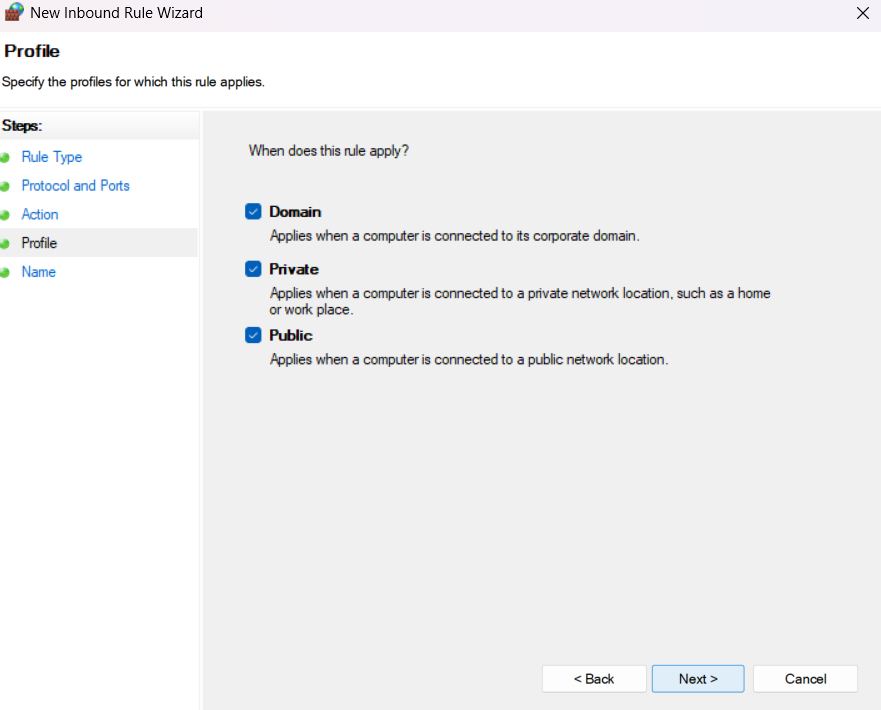 New Inbound Rule Wizard
Profile
Specify the profiles for which this rule applies.
Steps:
Rule Type
Protocol and Ports
Action
Profile
Name
When does this rule apply?
Domain
Applies when a computer is connected to its corporate domain.
Private
Applies when a computer is connected to a private network location, such as a home
or work place.
Public
Applies when a computer is connected to a public network location.
< Back
Next >
Cancel